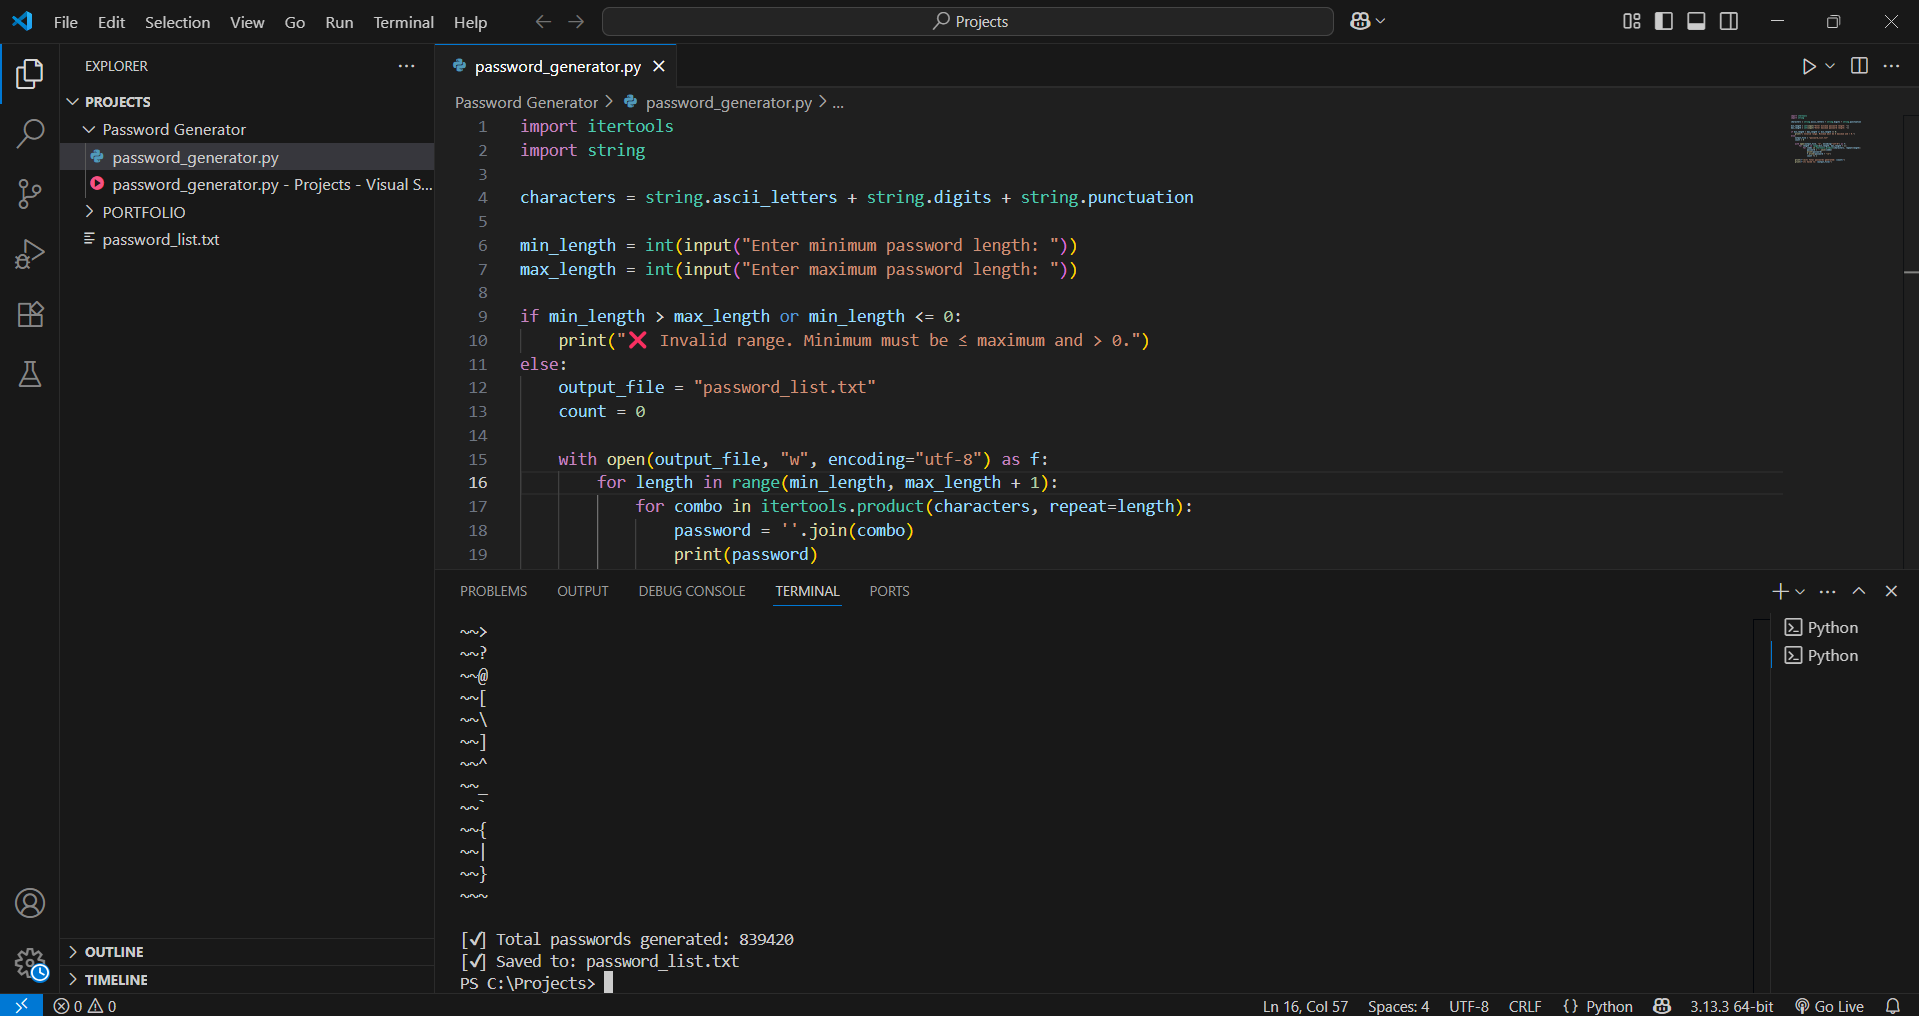 File Edit Selection View Go Run Terminal Help
Projects
EXPLORER
PROJECTS
Password Generator
password_generator.py
password_generator.py - Projects - Visual S...
PORTFOLIO
password_list.txt
OUTLINE
TIMELINE
password_generator.py
Password Generator > password_generator.py > ...
1 import itertools
2 import string
3
4 characters = string.ascii_letters + string.digits + string.punctuation
5
6 min_length = int(input("Enter minimum password length: "))
7 max_length = int(input("Enter maximum password length: "))
8
9 if min_length > max_length or min_length <= 0:
10 print("❌ Invalid range. Minimum must be ≤ maximum and > 0.")
11 else:
12 output_file = "password_list.txt"
13 count = 0
14
15 with open(output_file, "w", encoding="utf-8") as f:
16 for length in range(min_length, max_length + 1):
17 for combo in itertools.product(characters, repeat=length):
18 password = ''.join(combo)
19 print(password)
PROBLEMS OUTPUT DEBUG CONSOLE TERMINAL PORTS
~~>
~~?
~~@
~~[
~~\
~~]
~~^
~~_
~~`
~~{
~~|
~~}
~~~
[✔] Total passwords generated: 839420
[✔] Saved to: password_list.txt
PS C:\Projects>
Python
Python
0 0
Ln 16, Col 57 Spaces: 4 UTF-8 CRLF {} Python 3.13.3 64-bit Go Live